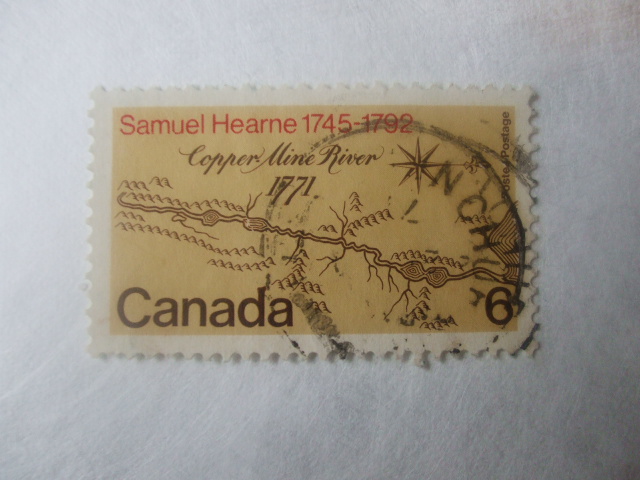 Samuel Hearne 1745-1792
Copper Mine River
1771
Postes/Postage
Canada
6